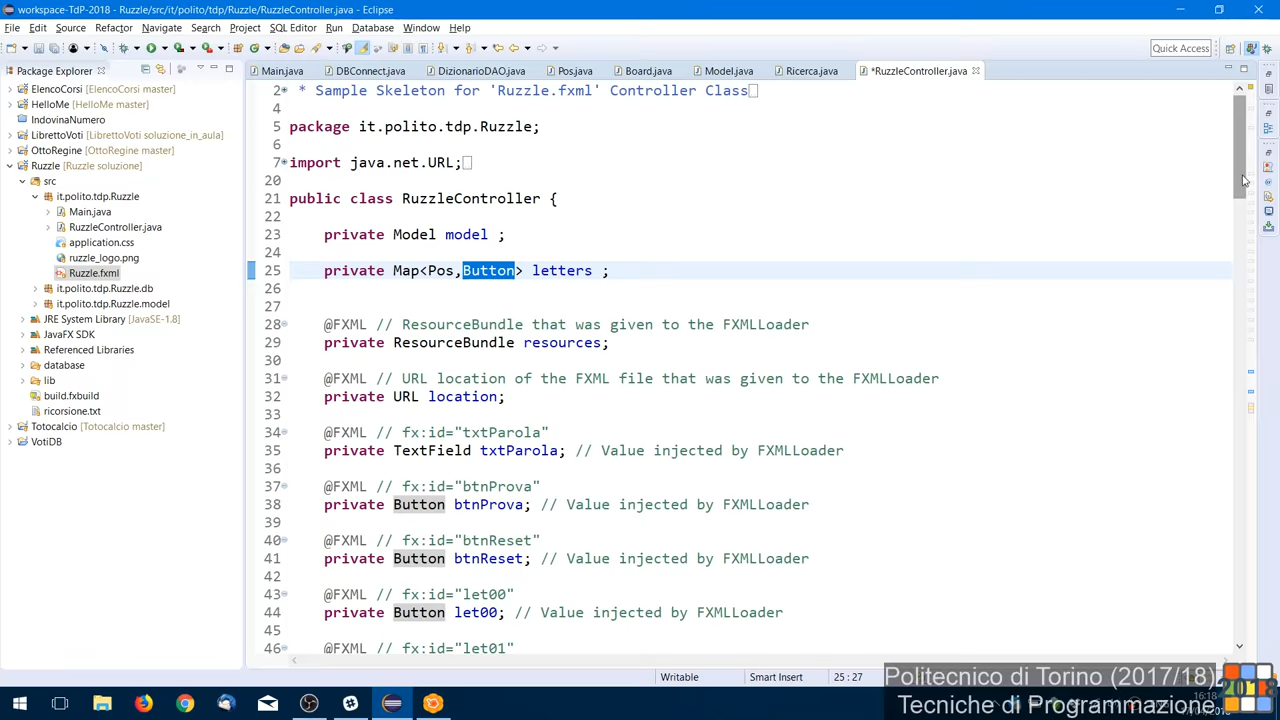 workspace-TdP-2018 - Ruzzle/src/it/polito/tdp/Ruzzle/RuzzleController.java - Eclipse
File Edit Source Refactor Navigate Search Project SQL Editor Run Database Window Help
Quick Access
Package Explorer
Main.java DBConnect.java DizionarioDAO.java Pos.java Board.java Model.java Ricerca.java *RuzzleController.java
ElencoCorsi [ElencoCorsi master]
HelloMe [HelloMe master]
IndovinaNumero
LibrettoVoti [LibrettoVoti soluzione_in_aula]
OttoRegine [OttoRegine master]
Ruzzle [Ruzzle soluzione]
src
it.polito.tdp.Ruzzle
Main.java
RuzzleController.java
application.css
ruzzle_logo.png
Ruzzle.fxml
it.polito.tdp.Ruzzle.db
it.polito.tdp.Ruzzle.model
JRE System Library [JavaSE-1.8]
JavaFX SDK
Referenced Libraries
database
lib
build.fxbuild
ricorsione.txt
Totocalcio [Totocalcio master]
VotiDB
2 * Sample Skeleton for 'Ruzzle.fxml' Controller Class
4
5 package it.polito.tdp.Ruzzle;
6
7 import java.net.URL;
20
21 public class RuzzleController {
22
23 private Model model ;
24
25 private Map<Pos,Button> letters ;
26
27
28 @FXML // ResourceBundle that was given to the FXMLLoader
29 private ResourceBundle resources;
30
31 @FXML // URL location of the FXML file that was given to the FXMLLoader
32 private URL location;
33
34 @FXML // fx:id="txtParola"
35 private TextField txtParola; // Value injected by FXMLLoader
36
37 @FXML // fx:id="btnProva"
38 private Button btnProva; // Value injected by FXMLLoader
39
40 @FXML // fx:id="btnReset"
41 private Button btnReset; // Value injected by FXMLLoader
42
43 @FXML // fx:id="let00"
44 private Button let00; // Value injected by FXMLLoader
45
46 @FXML // fx:id="let01"
Writable Smart Insert 25 : 27
Politecnico di Torino (2017/18)
Tecniche di Programmazione
2018
16:18